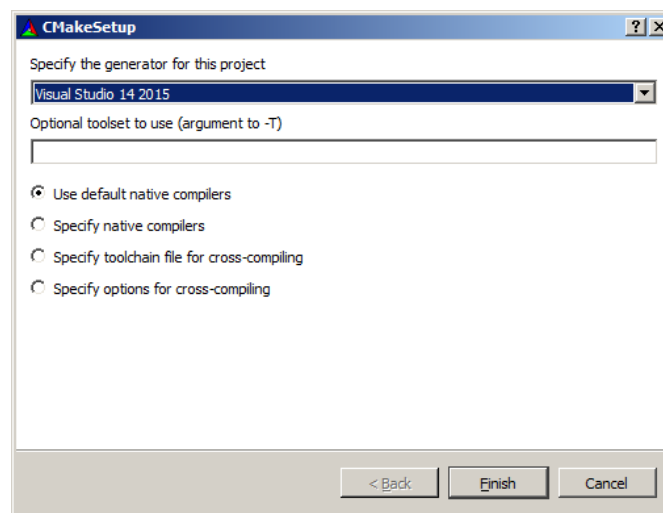 CMakeSetup
Specify the generator for this project
Visual Studio 14 2015
Optional toolset to use (argument to -T)
Use default native compilers
Specify native compilers
Specify toolchain file for cross-compiling
Specify options for cross-compiling
< Back Finish Cancel